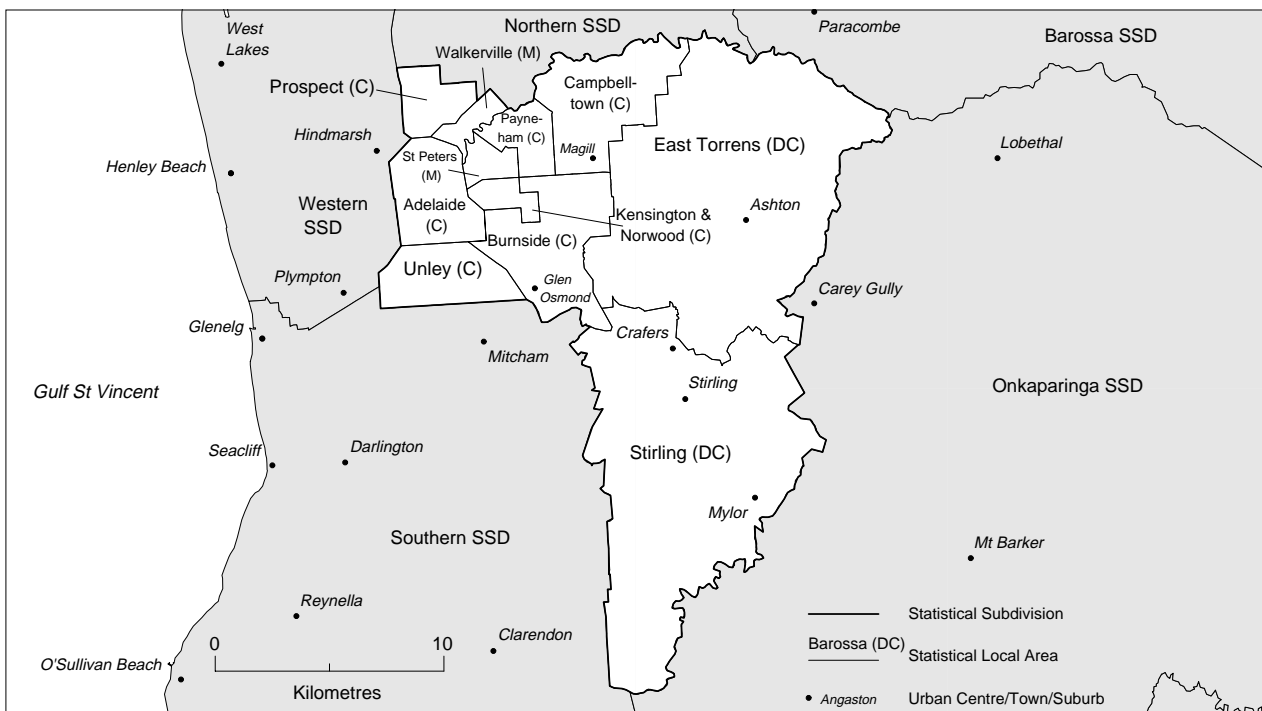 West
Lakes
Northern SSD
Paracombe
Barossa SSD
Walkerville (M)
Prospect (C)
Campbell-
town (C)
Payne-
ham (C)
Hindmarsh
Magill
East Torrens (DC)
Lobethal
Henley Beach
St Peters
(M)
Western
SSD
Adelaide
(C)
Kensington &
Norwood (C)
Ashton
Burnside (C)
Unley (C)
Plympton
Glen
Osmond
Carey Gully
Glenelg
Crafers
Mitcham
Gulf St Vincent
Stirling
Onkaparinga SSD
Seacliff
Darlington
Stirling (DC)
Mylor
Southern SSD
Mt Barker
Reynella
Statistical Subdivision
0
10
Clarendon
Barossa (DC)
Statistical Local Area
O'Sullivan Beach
Kilometres
Angaston
Urban Centre/Town/Suburb